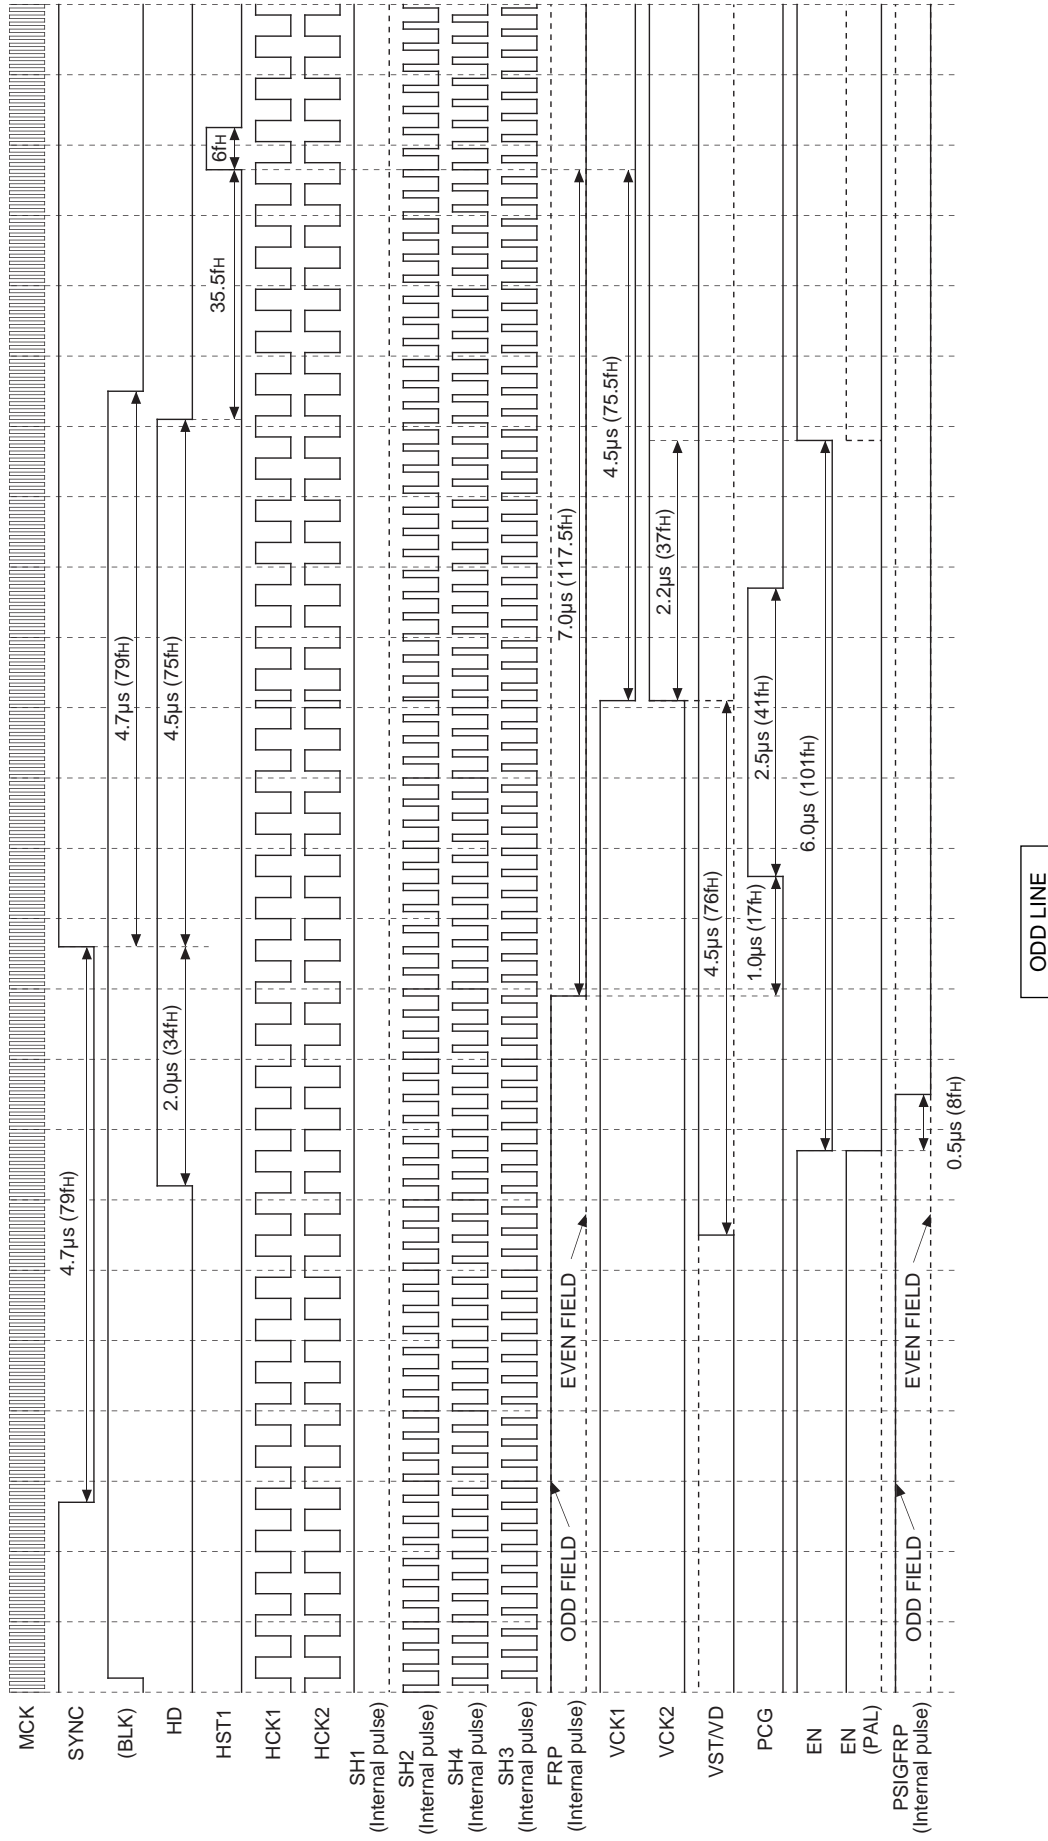 MCK
SYNC
4.7µs (79fH)
(BLK)
4.7µs (79fH)
HD
2.0µs (34fH)
4.5µs (75fH)
HST1
35.5fH
6fH
HCK1
HCK2
SH1
(Internal pulse)
SH2
(Internal pulse)
SH4
(Internal pulse)
SH3
(Internal pulse)
FRP
(Internal pulse)
ODD FIELD
EVEN FIELD
7.0µs (117.5fH)
VCK1
4.5µs (75.5fH)
VCK2
2.2µs (37fH)
VST/VD
4.5µs (76fH)
PCG
1.0µs (17fH)
2.5µs (41fH)
EN
6.0µs (101fH)
EN
(PAL)
PSIGFRP
(Internal pulse)
ODD FIELD
EVEN FIELD
0.5µs (8fH)
ODD LINE